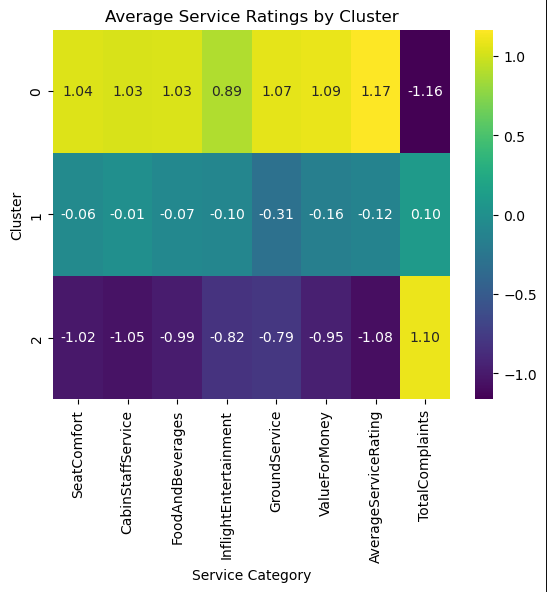 Average Service Ratings by Cluster
Cluster
0
1.04 1.03 1.03 0.89 1.07 1.09 1.17 -1.16
1
-0.06 -0.01 -0.07 -0.10 -0.31 -0.16 -0.12 0.10
2
-1.02 -1.05 -0.99 -0.82 -0.79 -0.95 -1.08 1.10
SeatComfort
CabinStaffService
FoodAndBeverages
InflightEntertainment
GroundService
ValueForMoney
AverageServiceRating
TotalComplaints
Service Category
1.0
0.5
0.0
−0.5
−1.0